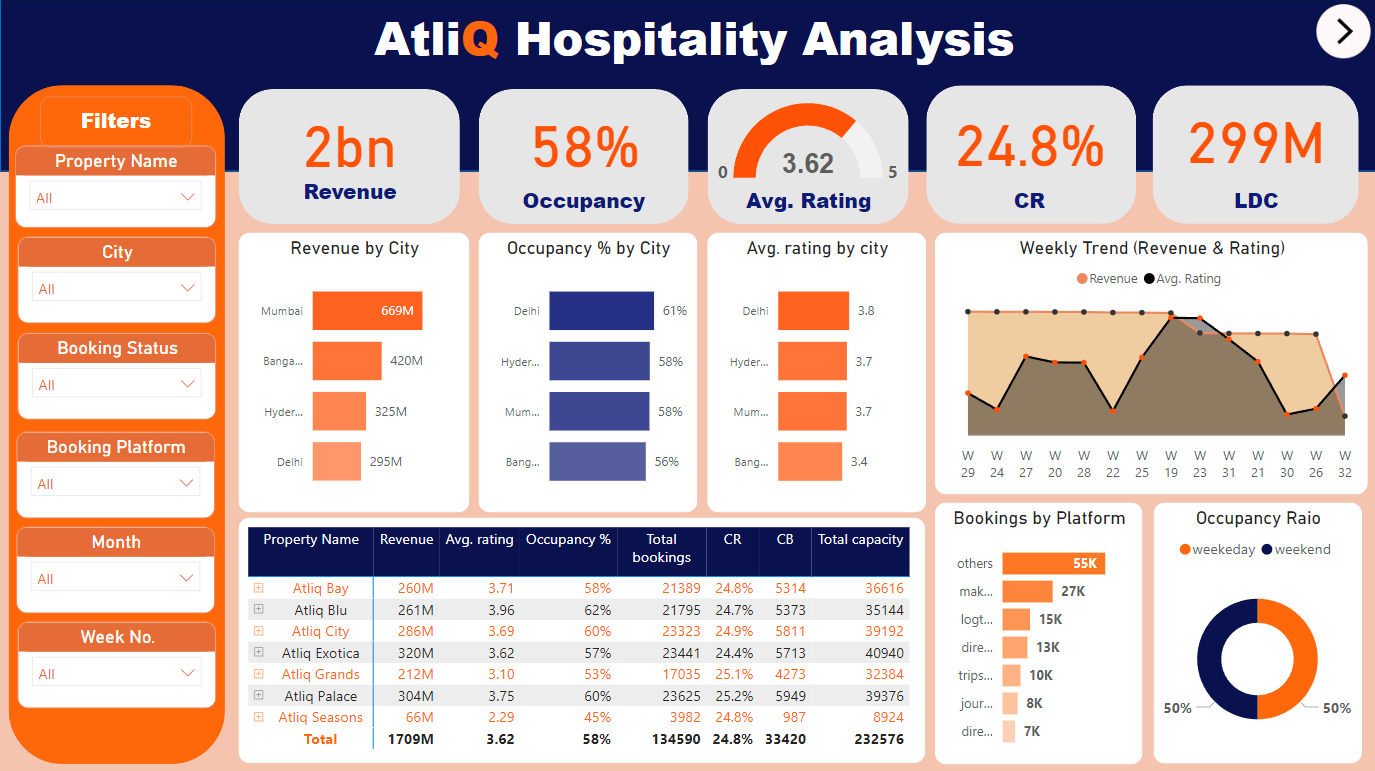 AtliQ Hospitality Analysis
Filters
Property Name
All
City
All
Booking Status
All
Booking Platform
All
Month
All
Week No.
All
2bn
Revenue
58%
Occupancy
0 3.62 5
Avg. Rating
24.8%
CR
299M
LDC
Revenue by City
Mumbai 669M
Banga... 420M
Hyder... 325M
Delhi 295M
Occupancy % by City
Delhi 61%
Hyder... 58%
Mum... 58%
Bang... 56%
Avg. rating by city
Delhi 3.8
Hyder... 3.7
Mum... 3.7
Bang... 3.4
Weekly Trend (Revenue & Rating)
Revenue Avg. Rating
W W W W W W W W W W W W W W
29 24 27 20 28 22 25 19 23 31 21 30 26 32
Property Name Revenue Avg. rating Occupancy % Total CR CB Total capacity
bookings
Atliq Bay 260M 3.71 58% 21389 24.8% 5314 36616
Atliq Blu 261M 3.96 62% 21795 24.7% 5373 35144
Atliq City 286M 3.69 60% 23323 24.9% 5811 39192
Atliq Exotica 320M 3.62 57% 23441 24.4% 5713 40940
Atliq Grands 212M 3.10 53% 17035 25.1% 4273 32384
Atliq Palace 304M 3.75 60% 23625 25.2% 5949 39376
Atliq Seasons 66M 2.29 45% 3982 24.8% 987 8924
Total 1709M 3.62 58% 134590 24.8% 33420 232576
Bookings by Platform
others 55K
mak... 27K
logt... 15K
dire... 13K
trips... 10K
jour... 8K
dire... 7K
Occupancy Raio
weekeday weekend
50% 50%